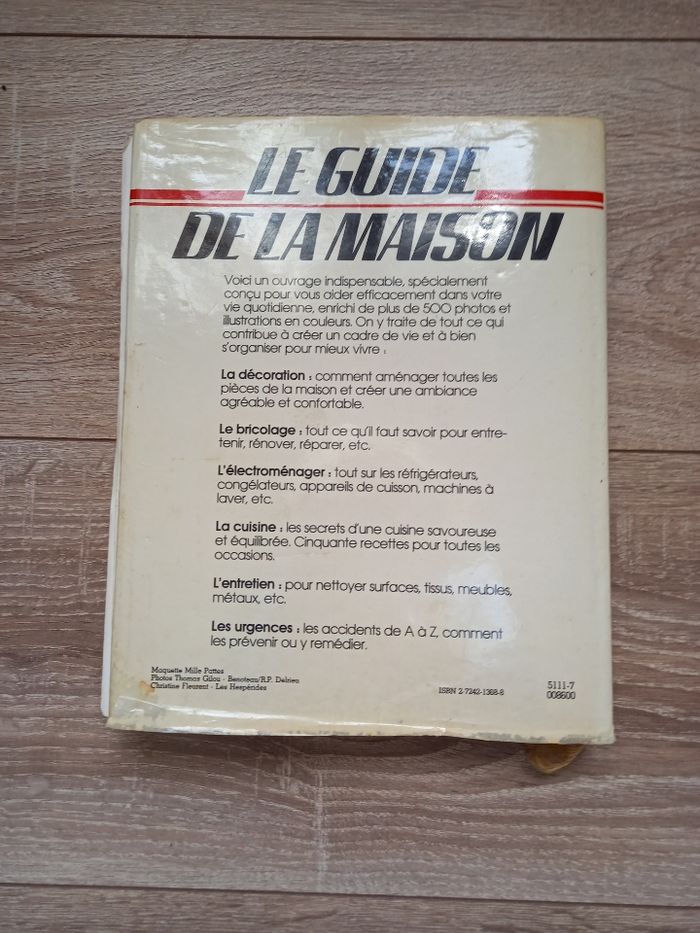 LE GUIDE
DE LA MAISON
Voici un ouvrage indispensable, spécialement
conçu pour vous aider efficacement dans votre
vie quotidienne, enrichi de plus de 500 photos et
illustrations en couleurs. On y traite de tout ce qui
contribue à créer un cadre de vie et à bien
s'organiser pour mieux vivre :
La décoration : comment aménager toutes les
pièces de la maison et créer une ambiance
agréable et confortable.
Le bricolage : tout ce qu'il faut savoir pour entre-
tenir, rénover, réparer, etc.
L'électroménager : tout sur les réfrigérateurs,
congélateurs, appareils de cuisson, machines à
laver, etc.
La cuisine : les secrets d'une cuisine savoureuse
et équilibrée. Cinquante recettes pour toutes les
occasions.
L'entretien : pour nettoyer surfaces, tissus, meubles,
métaux, etc.
Les urgences : les accidents de A à Z, comment
les prévenir ou y remédier.
Maquette Mille Pattes
Photos Thomas Gilou - Benoteau/R.P. Delrieu
Christine Fleurent - Les Hespérides
ISBN 2-7242-1368-8
5111-7
008600